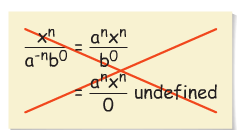 xⁿ/a⁻ⁿb⁰ = aⁿxⁿ/b⁰
= aⁿxⁿ/0 undefined